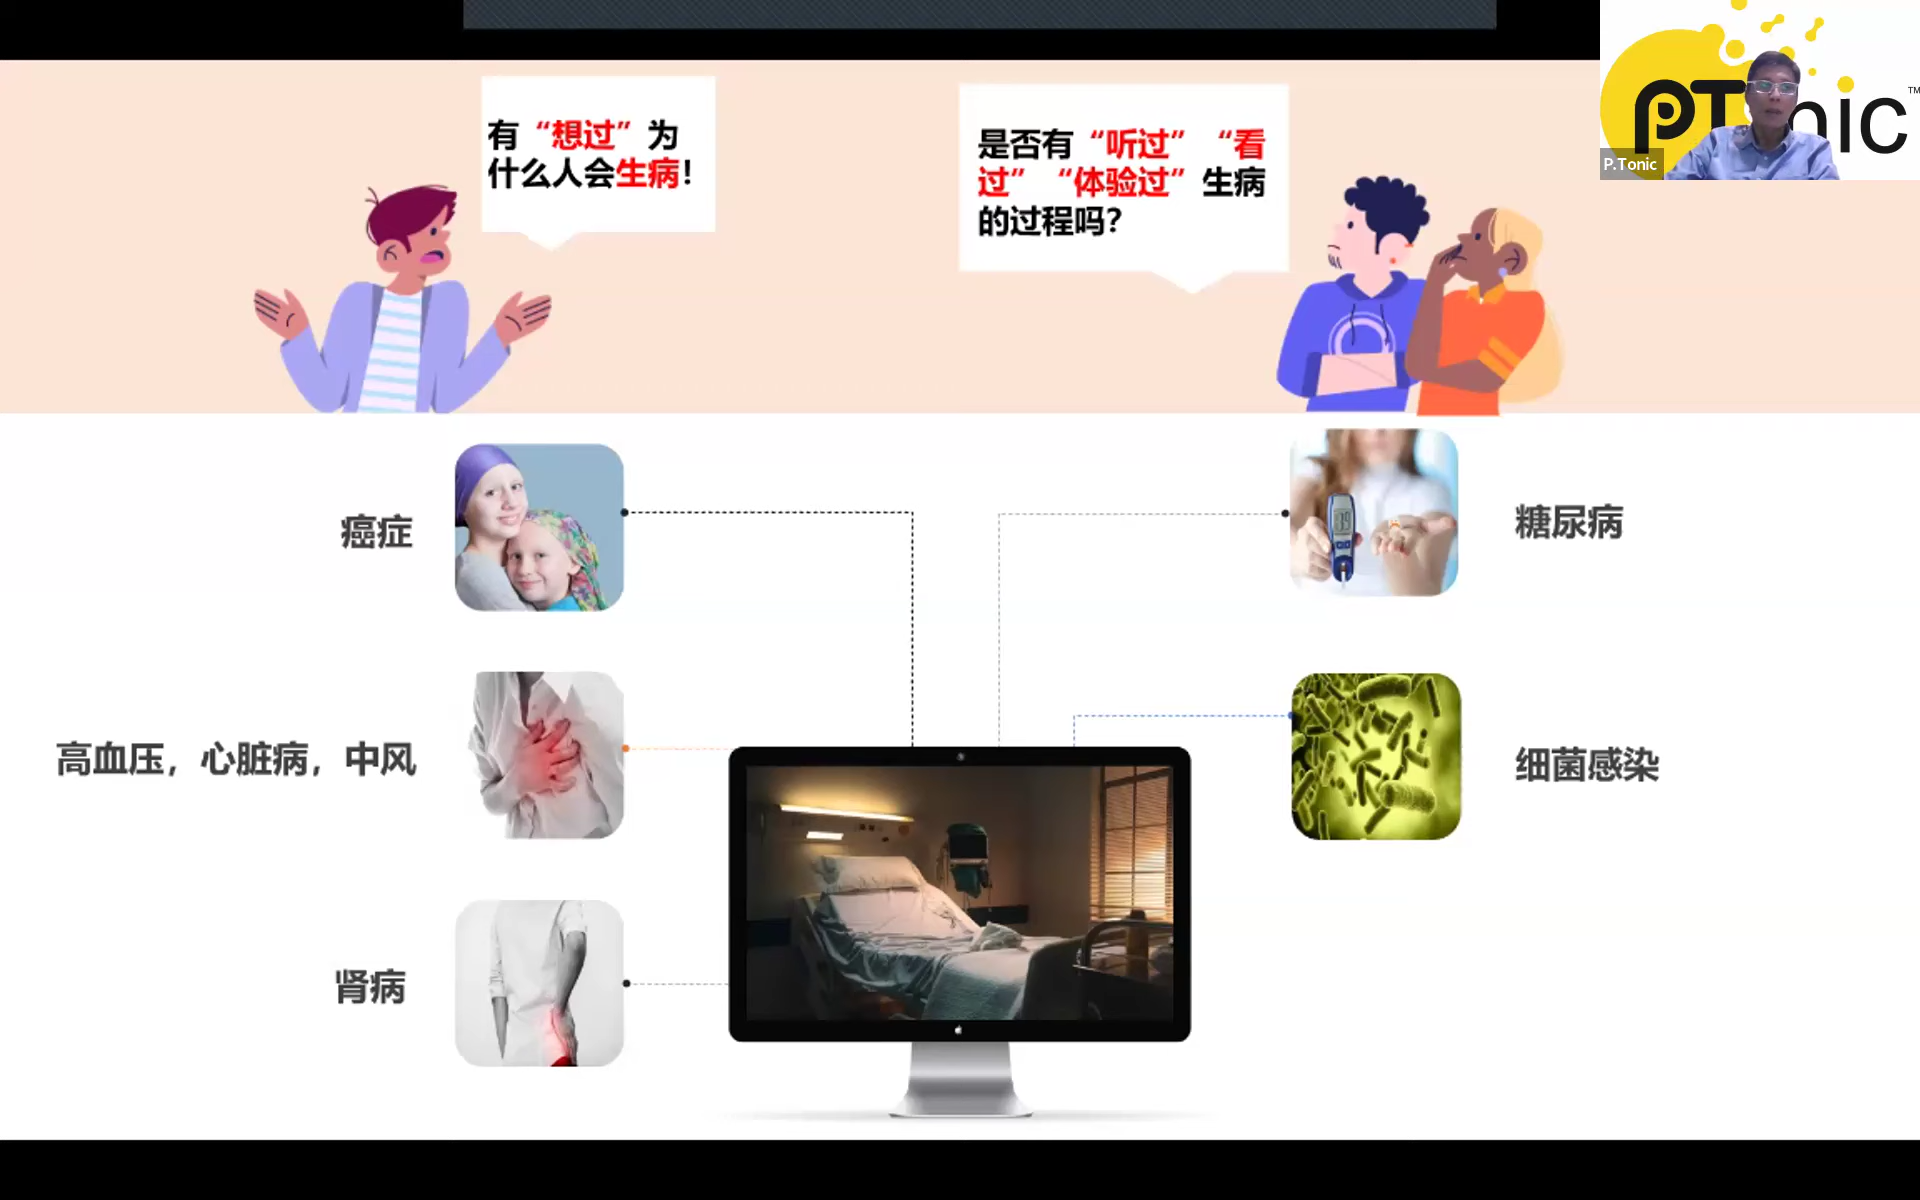 有“想过”为
什么人会生病！
是否有“听过”“看
过”“体验过”生病
的过程吗？
PTonic™
P.Tonic
癌症
糖尿病
高血压，心脏病，中风
细菌感染
肾病